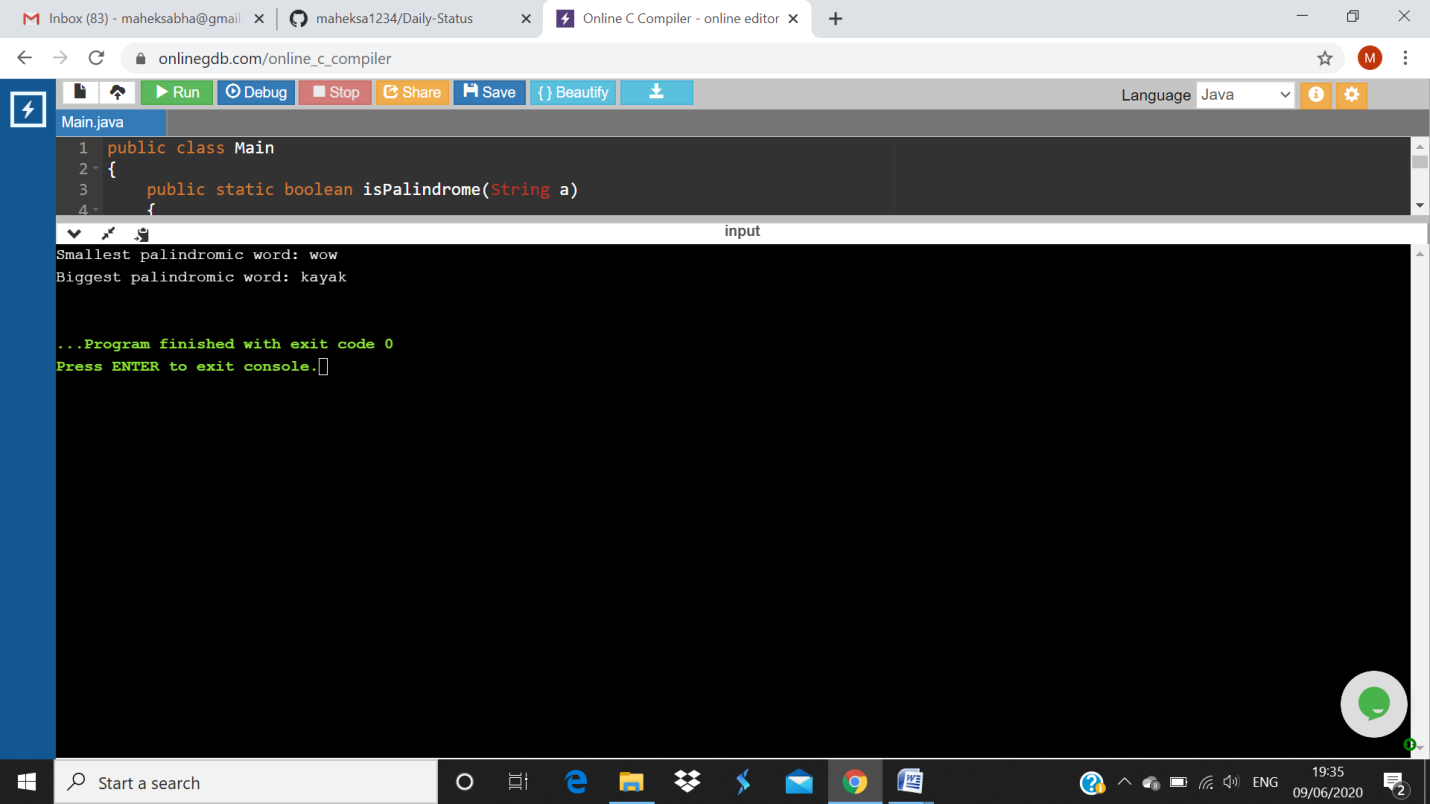 Inbox (83) - maheksabha@gmail.
maheksa1234/Daily-Status
Online C Compiler - online editor
onlinegdb.com/online_c_compiler
M
Run
Debug
Stop
Share
Save
{ } Beautify
Language
Java
Main.java
1 public class Main
2 {
3 public static boolean isPalindrome(String a)
4 {
input
Smallest palindromic word: wow
Biggest palindromic word: kayak
...Program finished with exit code 0
Press ENTER to exit console.
Start a search
ENG
19:35
09/06/2020
2